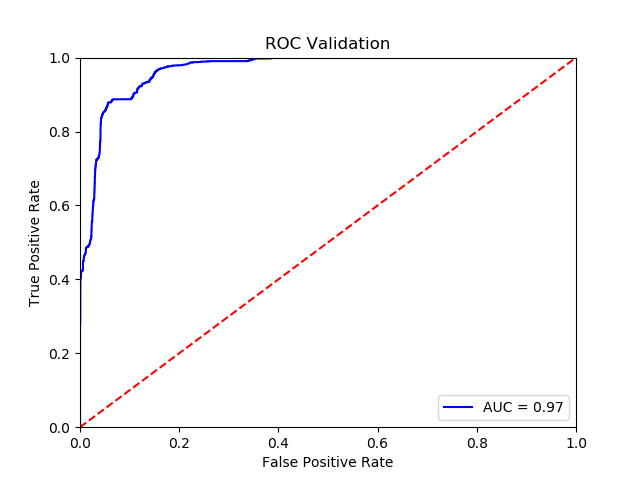 ROC Validation
1.0
0.8
0.6
0.4
0.2
0.0
True Positive Rate
AUC = 0.97
0.0 0.2 0.4 0.6 0.8 1.0
False Positive Rate